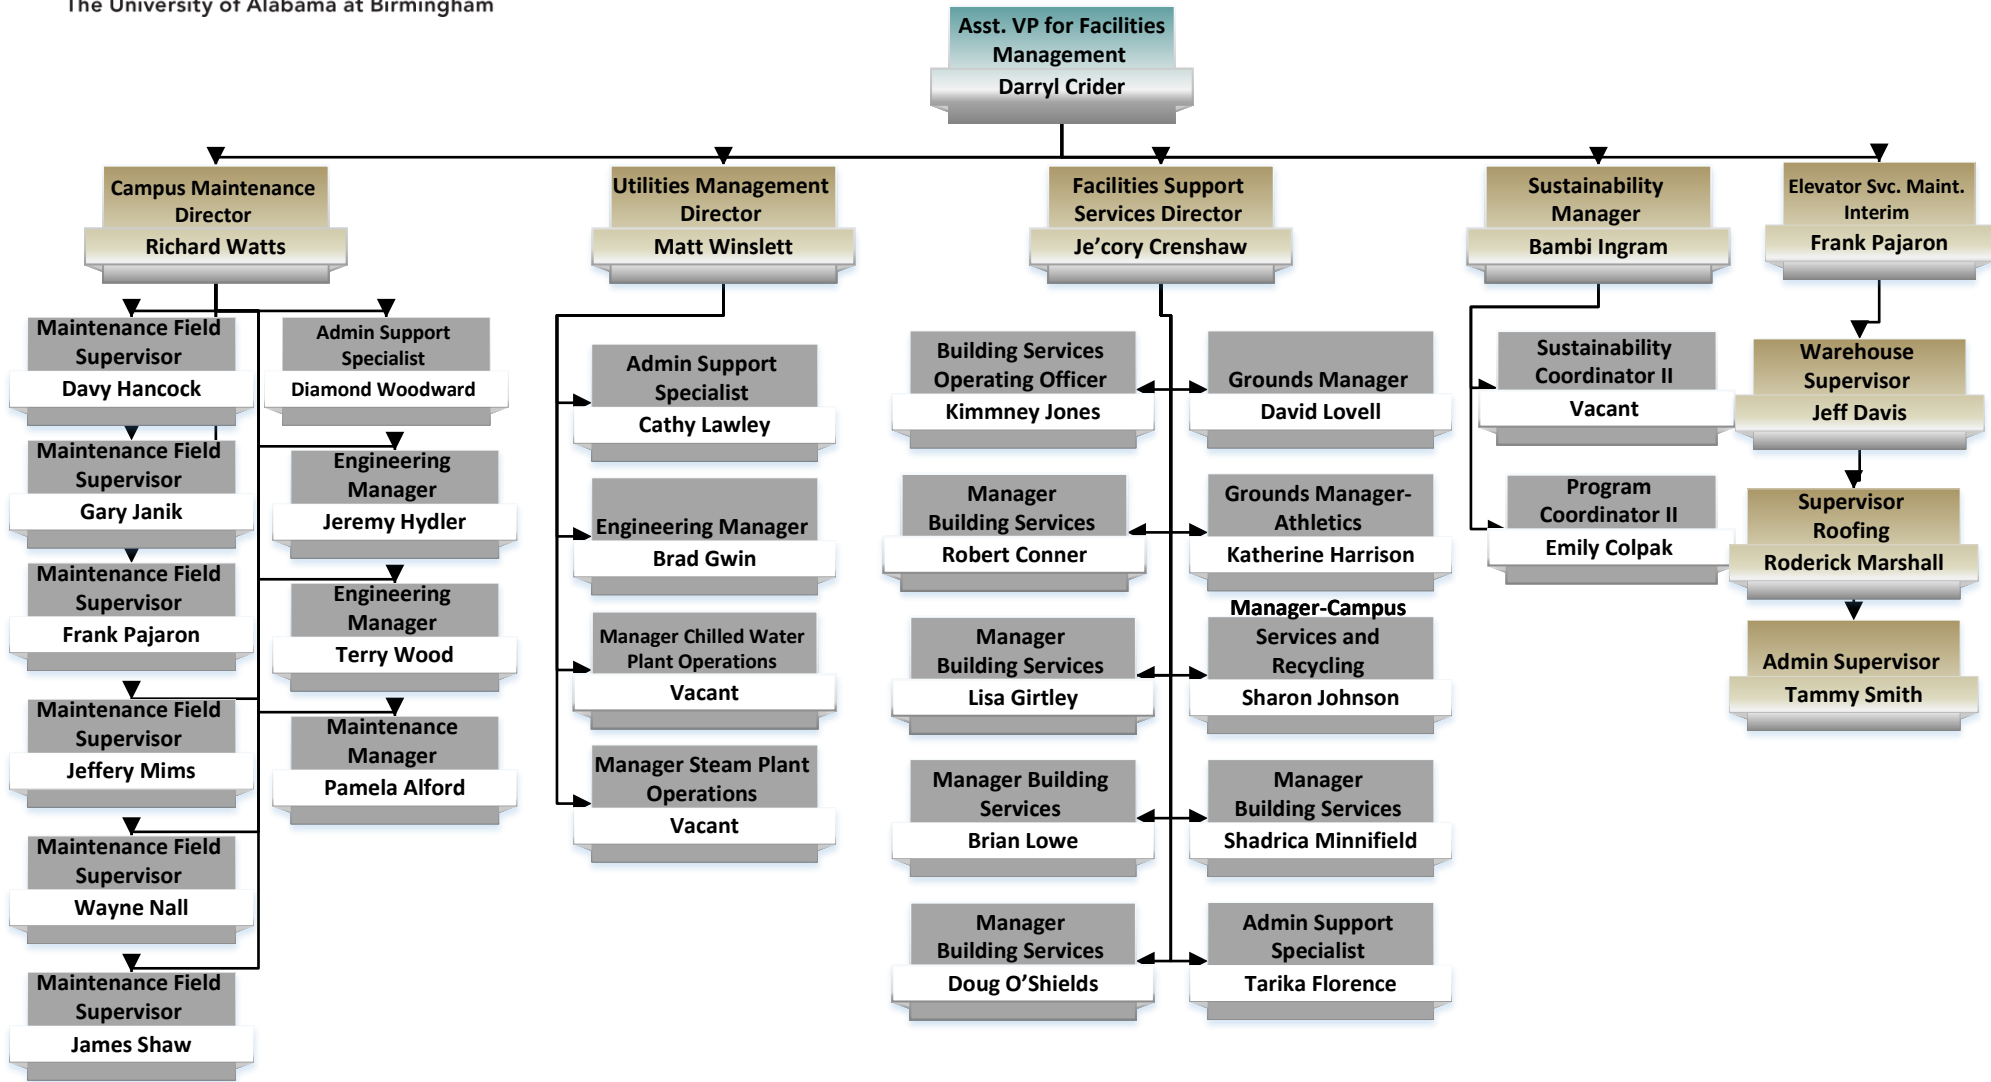 The University of Alabama at Birmingham
Asst. VP for Facilities
Management
Darryl Crider
Campus Maintenance
Director
Richard Watts
Utilities Management
Director
Matt Winslett
Facilities Support
Services Director
Je’cory Crenshaw
Sustainability
Manager
Bambi Ingram
Elevator Svc. Maint.
Interim
Frank Pajaron
Maintenance Field
Supervisor
Davy Hancock
Maintenance Field
Supervisor
Gary Janik
Maintenance Field
Supervisor
Frank Pajaron
Maintenance Field
Supervisor
Jeffery Mims
Maintenance Field
Supervisor
Wayne Nall
Maintenance Field
Supervisor
James Shaw
Admin Support
Specialist
Diamond Woodward
Engineering
Manager
Jeremy Hydler
Engineering
Manager
Terry Wood
Maintenance
Manager
Pamela Alford
Admin Support
Specialist
Cathy Lawley
Engineering Manager
Brad Gwin
Manager Chilled Water
Plant Operations
Vacant
Manager Steam Plant
Operations
Vacant
Building Services
Operating Officer
Kimmney Jones
Manager
Building Services
Robert Conner
Manager
Building Services
Lisa Girtley
Manager Building
Services
Brian Lowe
Manager
Building Services
Doug O’Shields
Grounds Manager
David Lovell
Grounds Manager-
Athletics
Katherine Harrison
Manager-Campus
Services and
Recycling
Sharon Johnson
Manager
Building Services
Shadrica Minnifield
Admin Support
Specialist
Tarika Florence
Sustainability
Coordinator II
Vacant
Program
Coordinator II
Emily Colpak
Warehouse
Supervisor
Jeff Davis
Supervisor
Roofing
Roderick Marshall
Admin Supervisor
Tammy Smith